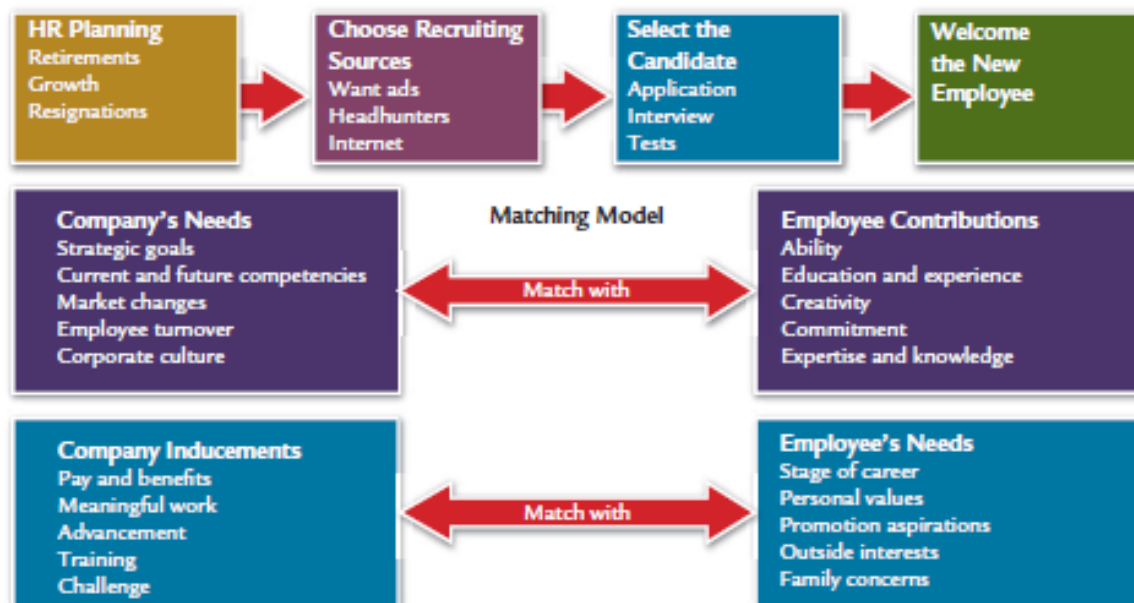 HR Planning
Retirements
Growth
Resignations
Choose Recruiting
Sources
Want ads
Headhunters
Internet
Select the
Candidate
Application
Interview
Tests
Welcome
the New
Employee
Company's Needs
Strategic goals
Current and future competencies
Market changes
Employee turnover
Corporate culture
Matching Model
Match with
Employee Contributions
Ability
Education and experience
Creativity
Commitment
Expertise and knowledge
Company Inducements
Pay and benefits
Meaningful work
Advancement
Training
Challenge
Match with
Employee's Needs
Stage of career
Personal values
Promotion aspirations
Outside interests
Family concerns